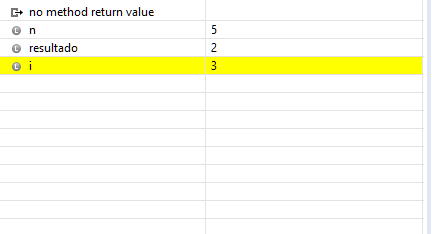 no method return value
n 5
resultado 2
i 3